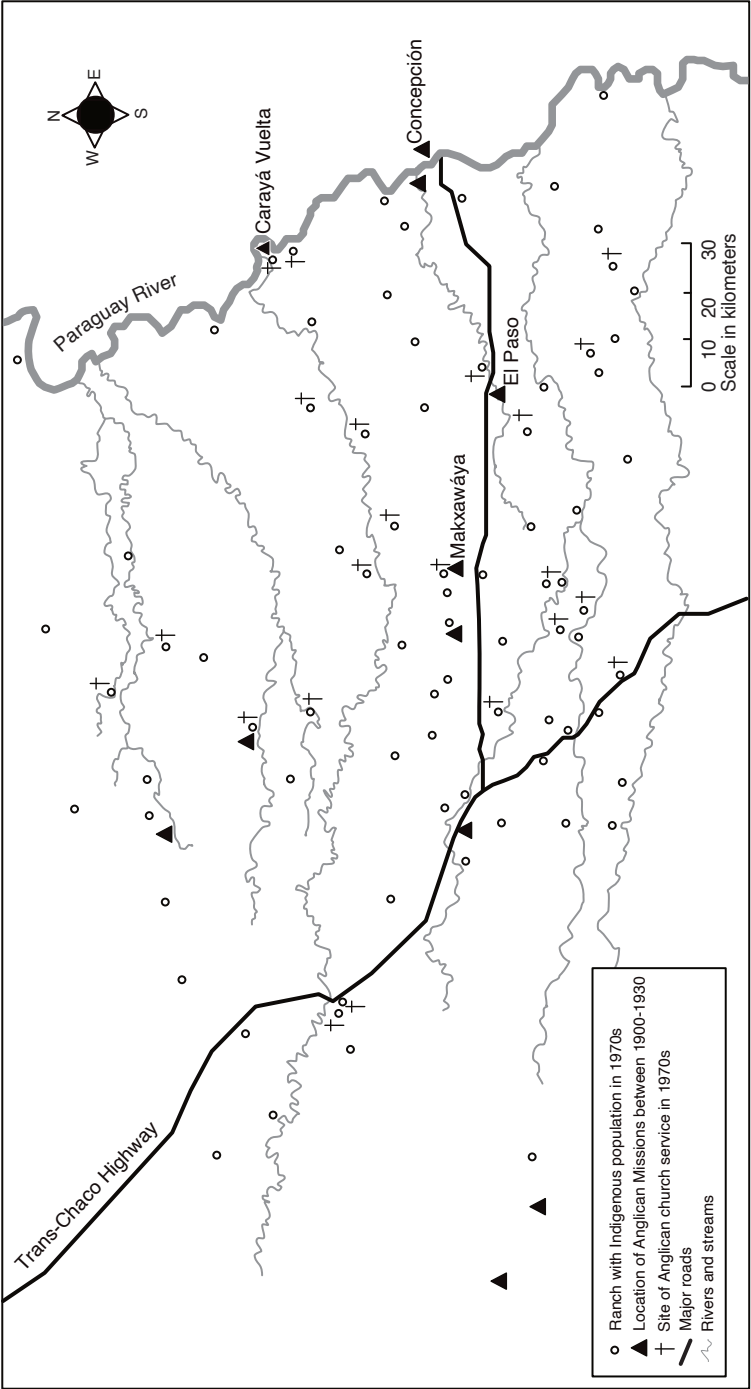 N
E
S
W
Trans-Chaco Highway
Paraguay River
Carayá Vuelta
Concepción
Makxawáya
El Paso
0 10 20 30
Scale in kilometers
Ranch with Indigenous population in 1970s
Location of Anglican Missions between 1900-1930
Site of Anglican church service in 1970s
Major roads
Rivers and streams